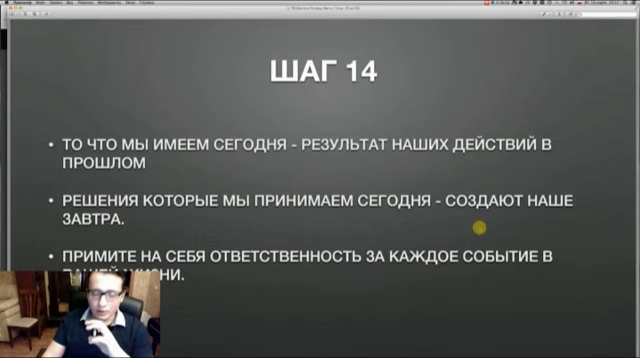 ШАГ 14
• ТО ЧТО МЫ ИМЕЕМ СЕГОДНЯ - РЕЗУЛЬТАТ НАШИХ ДЕЙСТВИЙ В
ПРОШЛОМ
• РЕШЕНИЯ КОТОРЫЕ МЫ ПРИНИМАЕМ СЕГОДНЯ - СОЗДАЮТ НАШЕ
ЗАВТРА.
• ПРИМИТЕ НА СЕБЯ ОТВЕТСТВЕННОСТЬ ЗА КАЖДОЕ СОБЫТИЕ В
ВАШЕЙ ЖИЗНИ.